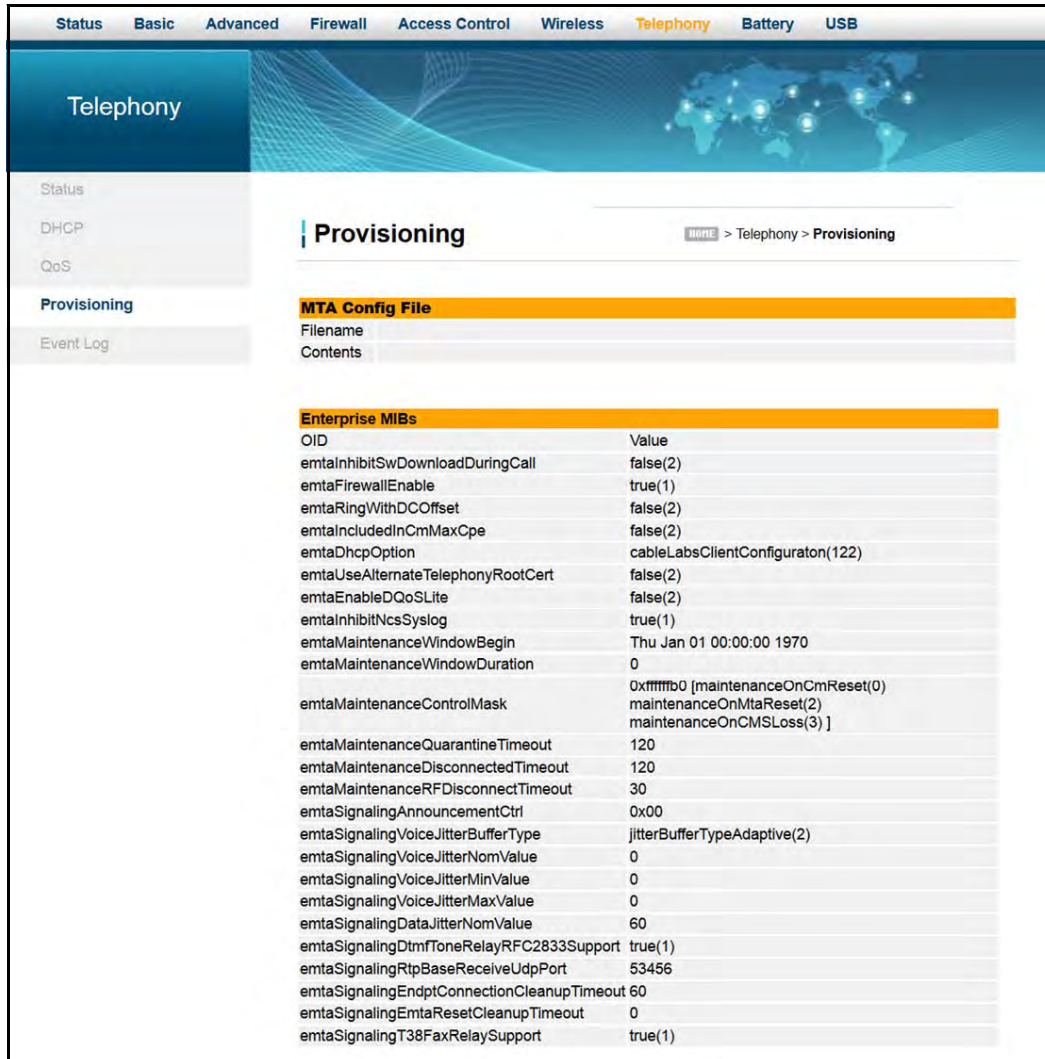 Status Basic Advanced Firewall Access Control Wireless Telephony Battery USB
Telephony
Status
DHCP
QoS
Provisioning
Event Log
Provisioning
HOME > Telephony > Provisioning
MTA Config File
Filename
Contents
Enterprise MIBs
OID Value
emtaInhibitSwDownloadDuringCall false(2)
emtaFirewallEnable true(1)
emtaRingWithDCOffset false(2)
emtaIncludedInCmMaxCpe false(2)
emtaDhcpOption cableLabsClientConfiguraton(122)
emtaUseAlternateTelephonyRootCert false(2)
emtaEnableDQoSLite false(2)
emtaInhibitNcsSyslog true(1)
emtaMaintenanceWindowBegin Thu Jan 01 00:00:00 1970
emtaMaintenanceWindowDuration 0
emtaMaintenanceControlMask 0xffffffb0 [maintenanceOnCmReset(0)
maintenanceOnMtaReset(2)
maintenanceOnCMSLoss(3) ]
emtaMaintenanceQuarantineTimeout 120
emtaMaintenanceDisconnectedTimeout 120
emtaMaintenanceRFDisconnectTimeout 30
emtaSignalingAnnouncementCtrl 0x00
emtaSignalingVoiceJitterBufferType jitterBufferTypeAdaptive(2)
emtaSignalingVoiceJitterNomValue 0
emtaSignalingVoiceJitterMinValue 0
emtaSignalingVoiceJitterMaxValue 0
emtaSignalingDataJitterNomValue 60
emtaSignalingDtmfToneRelayRFC2833Support true(1)
emtaSignalingRtpBaseReceiveUdpPort 53456
emtaSignalingEndptConnectionCleanupTimeout 60
emtaSignalingEmtaResetCleanupTimeout 0
emtaSignalingT38FaxRelaySupport true(1)